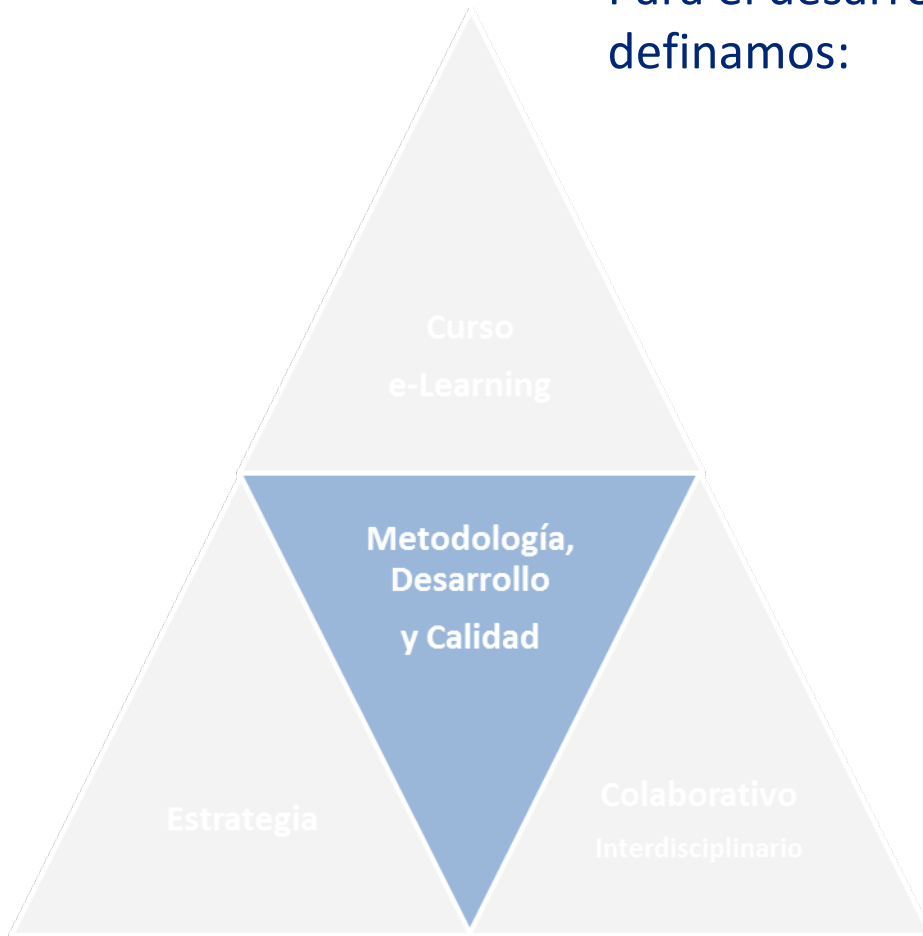 definamos:
Curso
e-Learning
Metodología,
Desarrollo
y Calidad
Estrategia
Colaborativo
Interdisciplinario